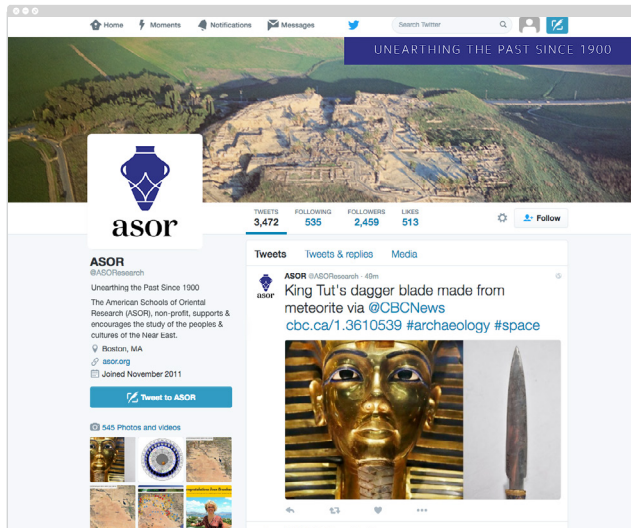 Home Moments Notifications Messages Search Twitter
UNEARTHING THE PAST SINCE 1900
asor
TWEETS FOLLOWING FOLLOWERS LIKES
3,472 535 2,459 513
Follow
ASOR
@ASOResearch
Unearthing the Past Since 1900
The American Schools of Oriental
Research (ASOR), non-profit, supports &
encourages the study of the peoples &
cultures of the Near East.
Boston, MA
asor.org
Joined November 2011
Tweet to ASOR
545 Photos and videos
Tweets Tweets & replies Media
asor
ASOR @ASOResearch · 49m
King Tut's dagger blade made from
meteorite via @CBCNews
cbc.ca/1.3610539 #archaeology #space